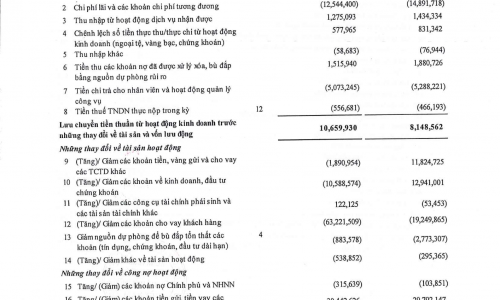 2 Chi phí lãi và các khoản chi phí tương đương (12,544,400) (14,891,718)
3 Thu nhập từ hoạt động dịch vụ nhận được 1,275,093 1,434,334
4 Chênh lệch số tiền thực thu/thực chi từ hoạt động 577,965 831,342
kinh doanh (ngoại tệ, vàng bạc, chứng khoán)
5 Thu nhập khác (58,683) (76,944)
6 Tiền thu các khoản nợ đã được xử lý xóa, bù đắp 1,515,940 1,880,726
bằng nguồn dự phòng rủi ro
7 Tiền chi trả cho nhân viên và hoạt động quản lý (5,073,245) (5,288,221)
công vụ
8 Tiền thuế TNDN thực nộp trong kỳ 12 (556,681) (466,193)
Lưu chuyển tiền thuần từ hoạt động kinh doanh trước
những thay đổi về tài sản và vốn lưu động 10,659,930 8,148,562
Những thay đổi về tài sản hoạt động
9 (Tăng)/ Giảm các khoản tiền, vàng gửi và cho vay (1,890,954) 11,824,725
các TCTD khác
10 (Tăng)/ Giảm các khoản về kinh doanh, đầu tư (10,588,574) 12,941,001
chứng khoán
11 (Tăng)/ Giảm các công cụ tài chính phái sinh và 122,125 (53,453)
các tài sản tài chính khác
12 (Tăng)/ Giảm các khoản cho vay khách hàng (63,221,509) (19,249,865)
13 Giảm nguồn dự phòng để bù đắp tổn thất các 4 (883,578) (2,773,307)
khoản (tín dụng, chứng khoán, đầu tư dài hạn)
14 (Tăng)/ Giảm khác về tài sản hoạt động (538,852) (295,365)
Những thay đổi về công nợ hoạt động
15 Tăng/ (Giảm) các khoản nợ Chính phủ và NHNN (315,639) (103,851)
16 Tăng/ (Giảm) các khoản tiền gửi tiền vay các